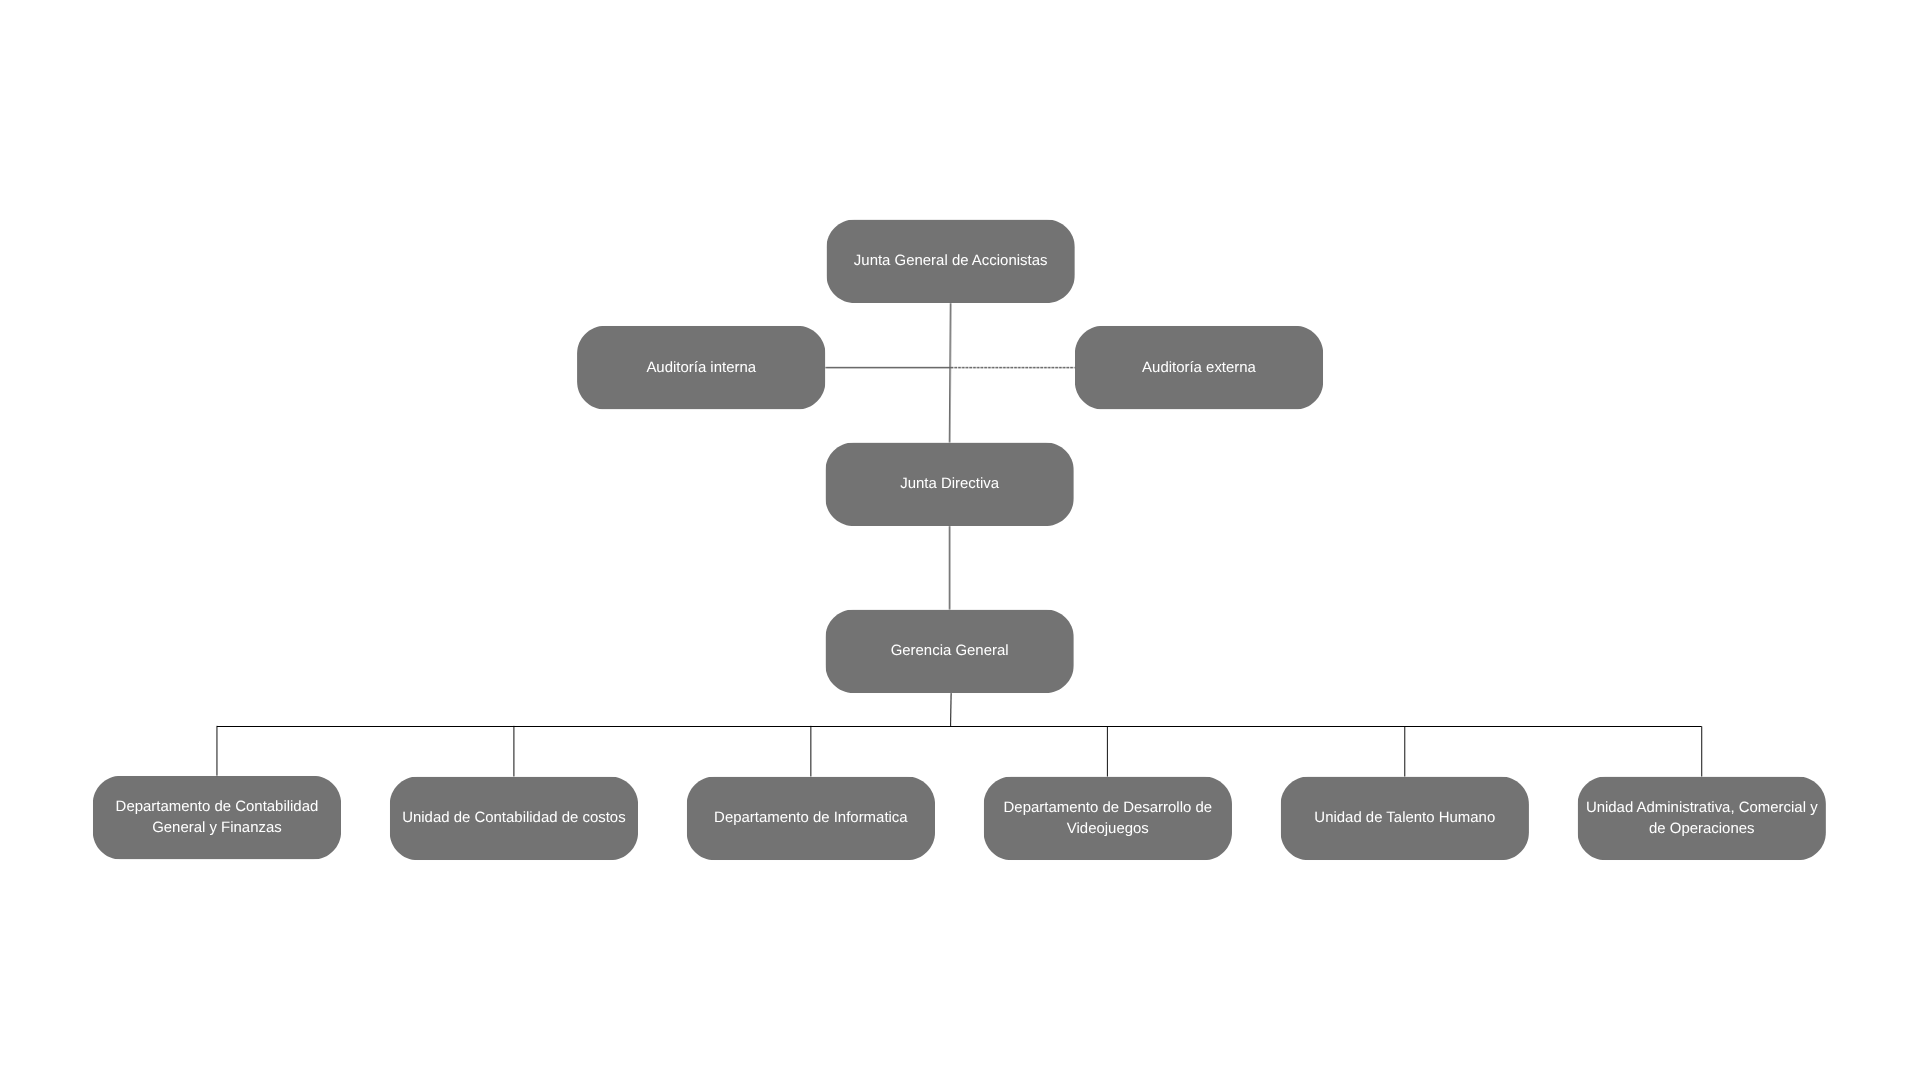 Junta General de Accionistas
Auditoría interna
Auditoría externa
Junta Directiva
Gerencia General
Departamento de Contabilidad
General y Finanzas
Unidad de Contabilidad de costos
Departamento de Informatica
Departamento de Desarrollo de
Videojuegos
Unidad de Talento Humano
Unidad Administrativa, Comercial y
de Operaciones